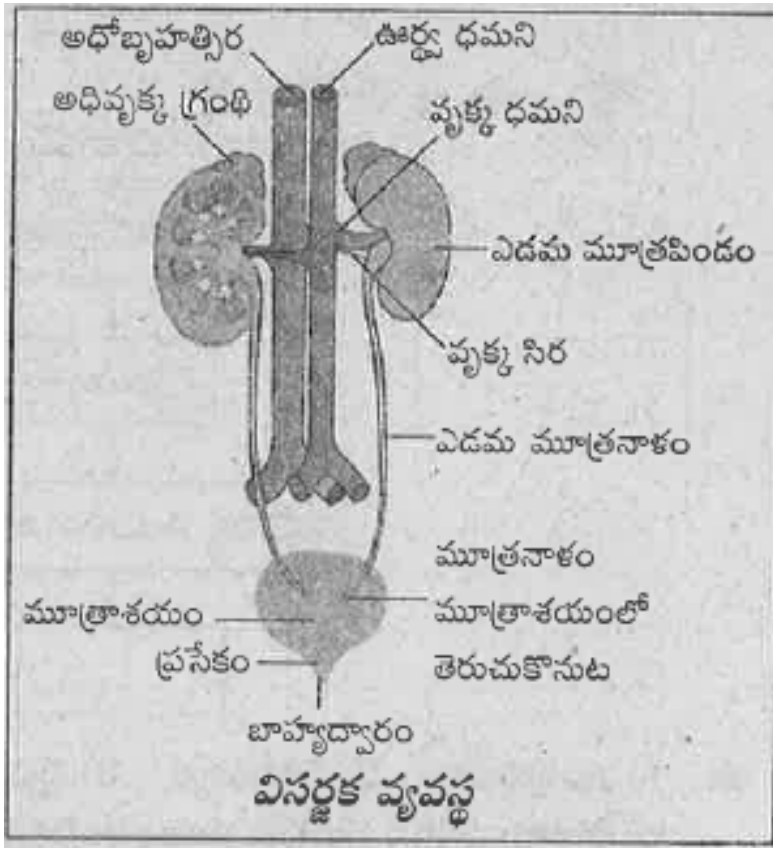 అధోబృహత్సిర
ఊర్ధ్వ ధమని
అధివృక్క గ్రంథి
వృక్క ధమని
ఎడమ మూత్రపిండం
వృక్క సిర
ఎడమ మూత్రనాళం
మూత్రనాళం
మూత్రాశయంలో
తెరుచుకొనుట
మూత్రాశయం
ప్రసేకం
బాహ్యద్వారం
విసర్జక వ్యవస్థ